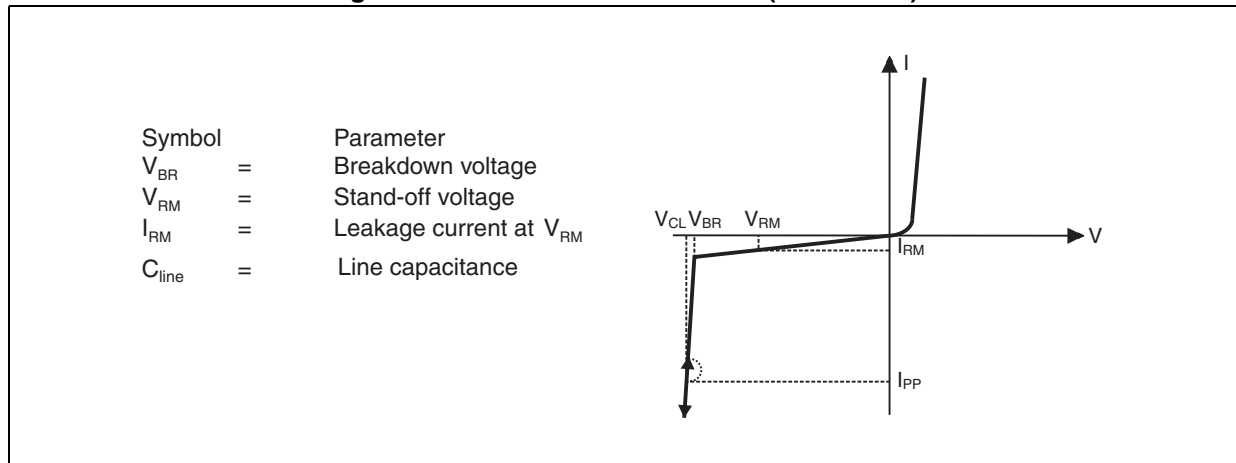 Symbol Parameter
V_BR = Breakdown voltage
V_RM = Stand-off voltage
I_RM = Leakage current at V_RM
C_line = Line capacitance
I
V_CL V_BR V_RM
V
I_RM
I_PP